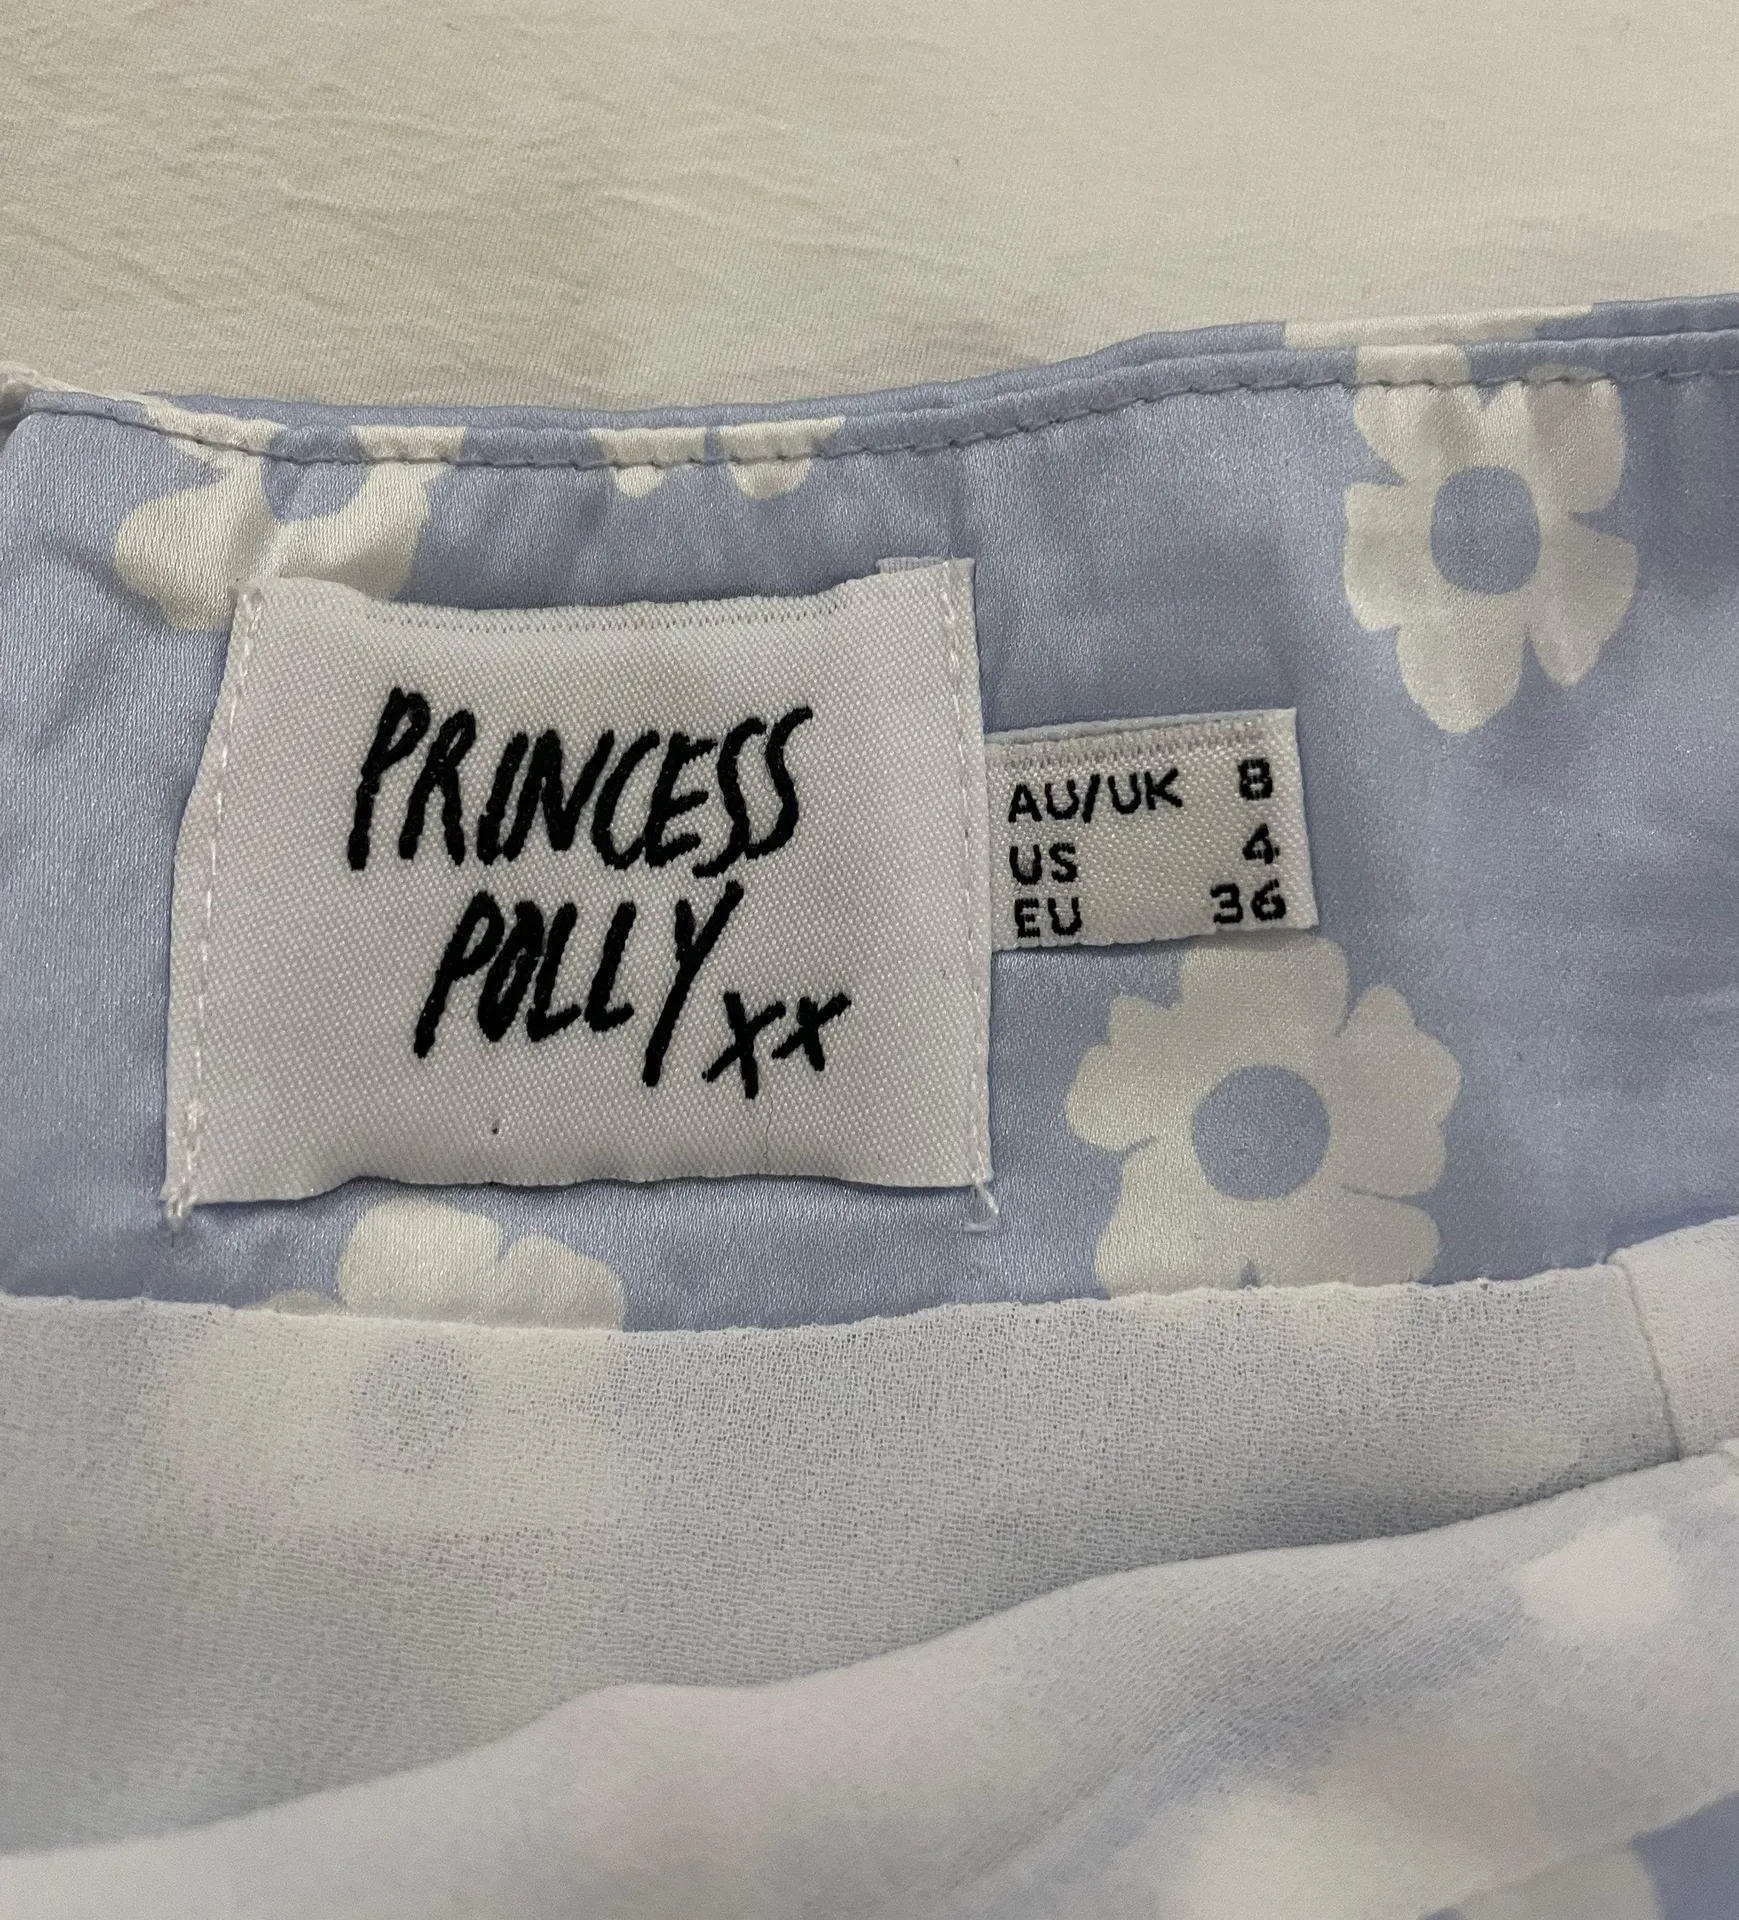 PRINCESS
POLLY xx
AU/UK 8
US 4
EU 36